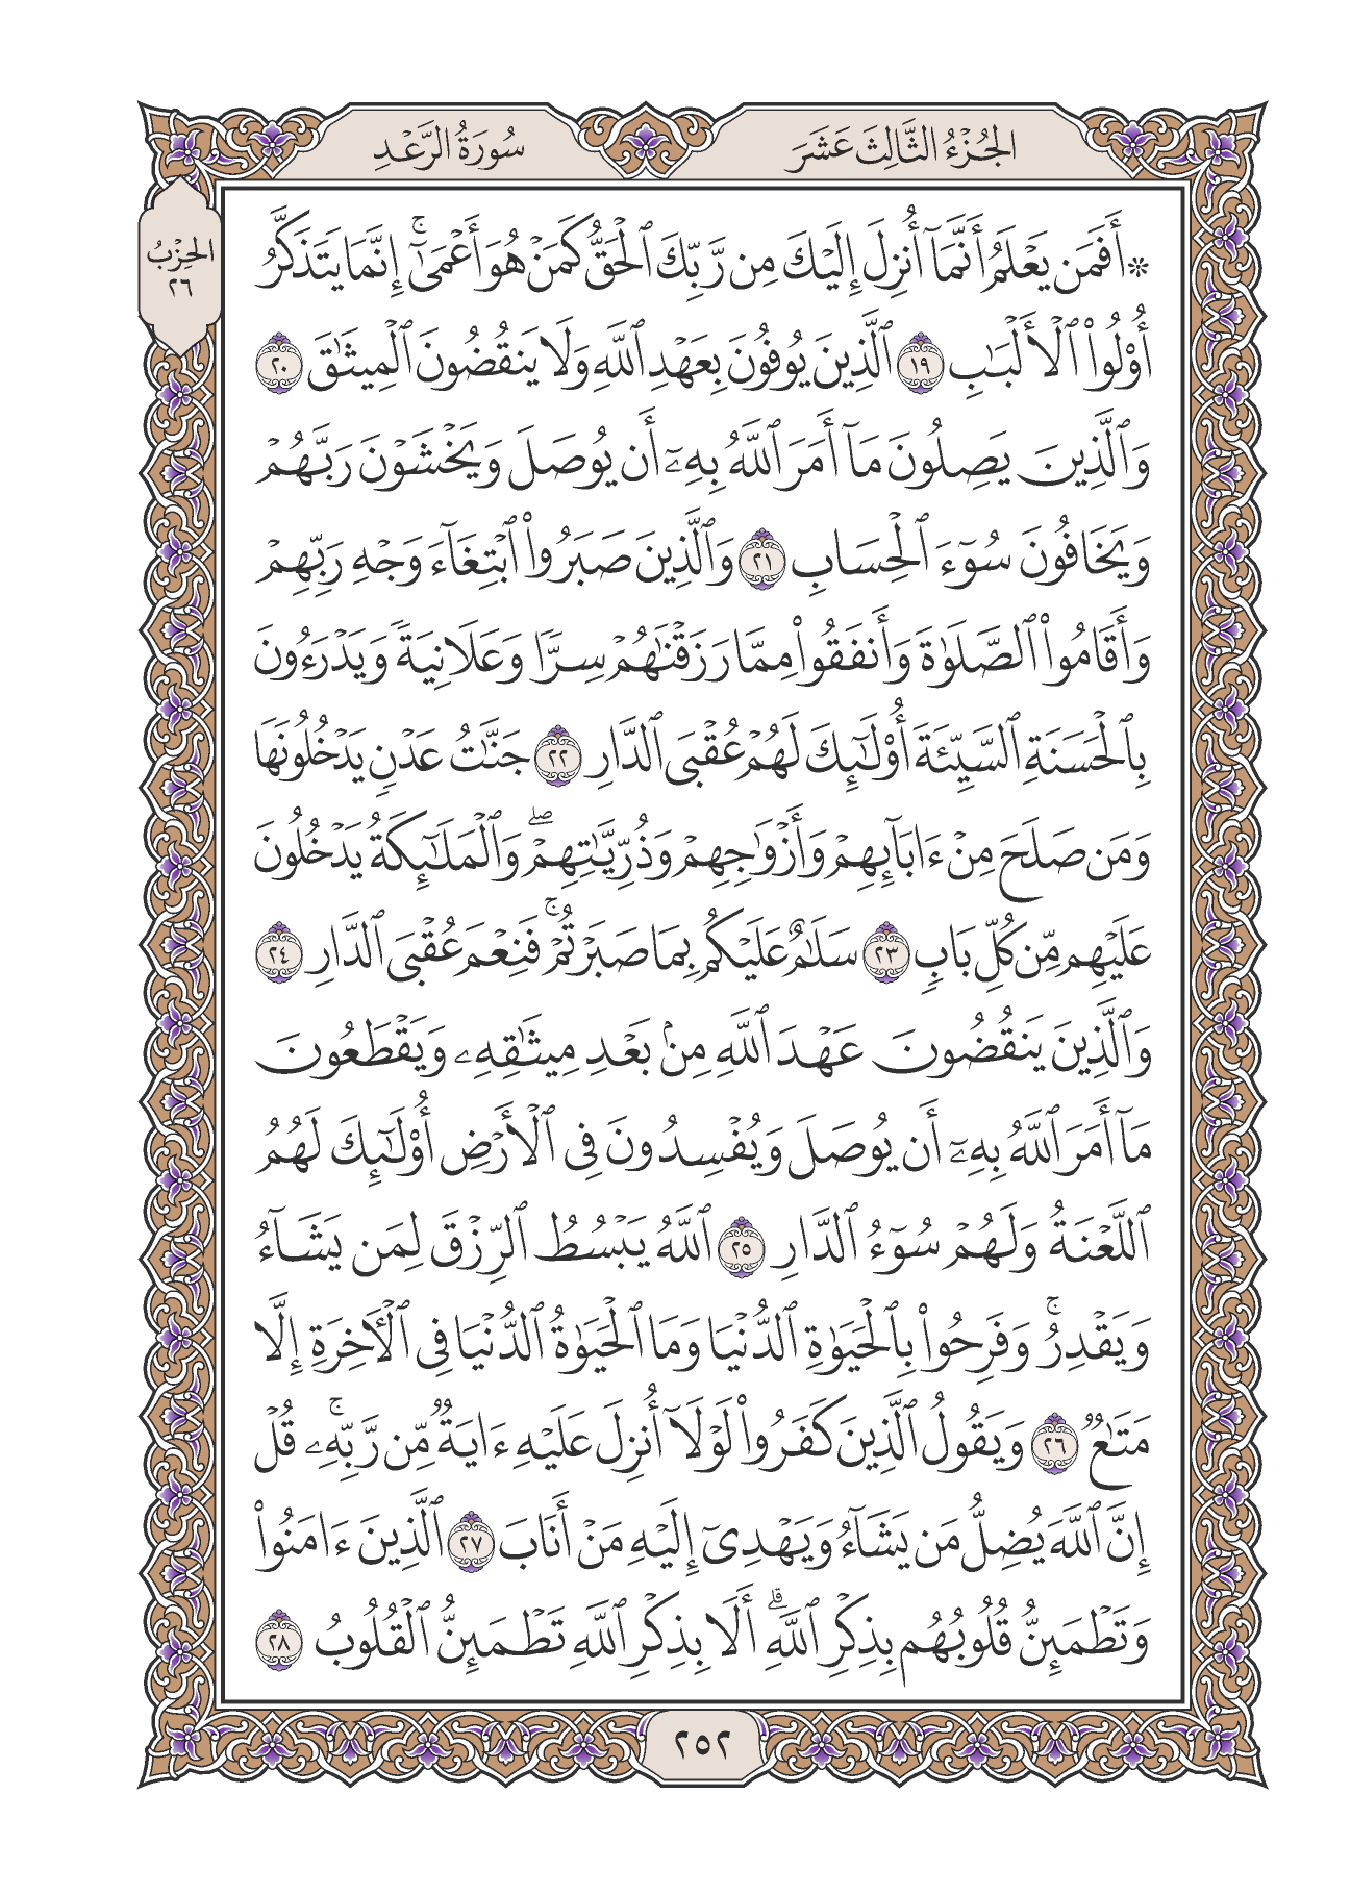 الجُزْءُ الثَّالِثَ عَشَرَ
سُورَةُ الرَّعْدِ
الحِزْبُ
٢٦
۞ أَفَمَن يَعْلَمُ أَنَّمَآ أُنزِلَ إِلَيْكَ مِن رَّبِّكَ ٱلْحَقُّ كَمَنْ هُوَ أَعْمَىٰٓۚ إِنَّمَا يَتَذَكَّرُ
أُو۟لُوا۟ ٱلْأَلْبَـٰبِ ١٩ ٱلَّذِينَ يُوفُونَ بِعَهْدِ ٱللَّهِ وَلَا يَنقُضُونَ ٱلْمِيثَـٰقَ ٢٠
وَٱلَّذِينَ يَصِلُونَ مَآ أَمَرَ ٱللَّهُ بِهِۦٓ أَن يُوصَلَ وَيَخْشَوْنَ رَبَّهُمْ
وَيَخَافُونَ سُوٓءَ ٱلْحِسَابِ ٢١ وَٱلَّذِينَ صَبَرُوا۟ ٱبْتِغَآءَ وَجْهِ رَبِّهِمْ
وَأَقَامُوا۟ ٱلصَّلَوٰةَ وَأَنفَقُوا۟ مِمَّا رَزَقْنَـٰهُمْ سِرًّا وَعَلَانِيَةً وَيَدْرَءُونَ
بِٱلْحَسَنَةِ ٱلسَّيِّئَةَ أُو۟لَـٰٓئِكَ لَهُمْ عُقْبَى ٱلدَّارِ ٢٢ جَنَّـٰتُ عَدْنٍ يَدْخُلُونَهَا
وَمَن صَلَحَ مِنْ ءَابَآئِهِمْ وَأَزْوَٰجِهِمْ وَذُرِّيَّـٰتِهِمْۖ وَٱلْمَلَـٰٓئِكَةُ يَدْخُلُونَ
عَلَيْهِم مِّن كُلِّ بَابٍ ٢٣ سَلَـٰمٌ عَلَيْكُم بِمَا صَبَرْتُمْۚ فَنِعْمَ عُقْبَى ٱلدَّارِ ٢٤
وَٱلَّذِينَ يَنقُضُونَ عَهْدَ ٱللَّهِ مِنۢ بَعْدِ مِيثَـٰقِهِۦ وَيَقْطَعُونَ
مَآ أَمَرَ ٱللَّهُ بِهِۦٓ أَن يُوصَلَ وَيُفْسِدُونَ فِى ٱلْأَرْضِ أُو۟لَـٰٓئِكَ لَهُمُ
ٱللَّعْنَةُ وَلَهُمْ سُوٓءُ ٱلدَّارِ ٢٥ ٱللَّهُ يَبْسُطُ ٱلرِّزْقَ لِمَن يَشَآءُ
وَيَقْدِرُۚ وَفَرِحُوا۟ بِٱلْحَيَوٰةِ ٱلدُّنْيَا وَمَا ٱلْحَيَوٰةُ ٱلدُّنْيَا فِى ٱلْـَٔاخِرَةِ إِلَّا
مَتَـٰعٌ ٢٦ وَيَقُولُ ٱلَّذِينَ كَفَرُوا۟ لَوْلَآ أُنزِلَ عَلَيْهِ ءَايَةٌ مِّن رَّبِّهِۦۚ قُلْ
إِنَّ ٱللَّهَ يُضِلُّ مَن يَشَآءُ وَيَهْدِىٓ إِلَيْهِ مَنْ أَنَابَ ٢٧ ٱلَّذِينَ ءَامَنُوا۟
وَتَطْمَئِنُّ قُلُوبُهُم بِذِكْرِ ٱللَّهِۗ أَلَا بِذِكْرِ ٱللَّهِ تَطْمَئِنُّ ٱلْقُلُوبُ ٢٨
٢٥٢